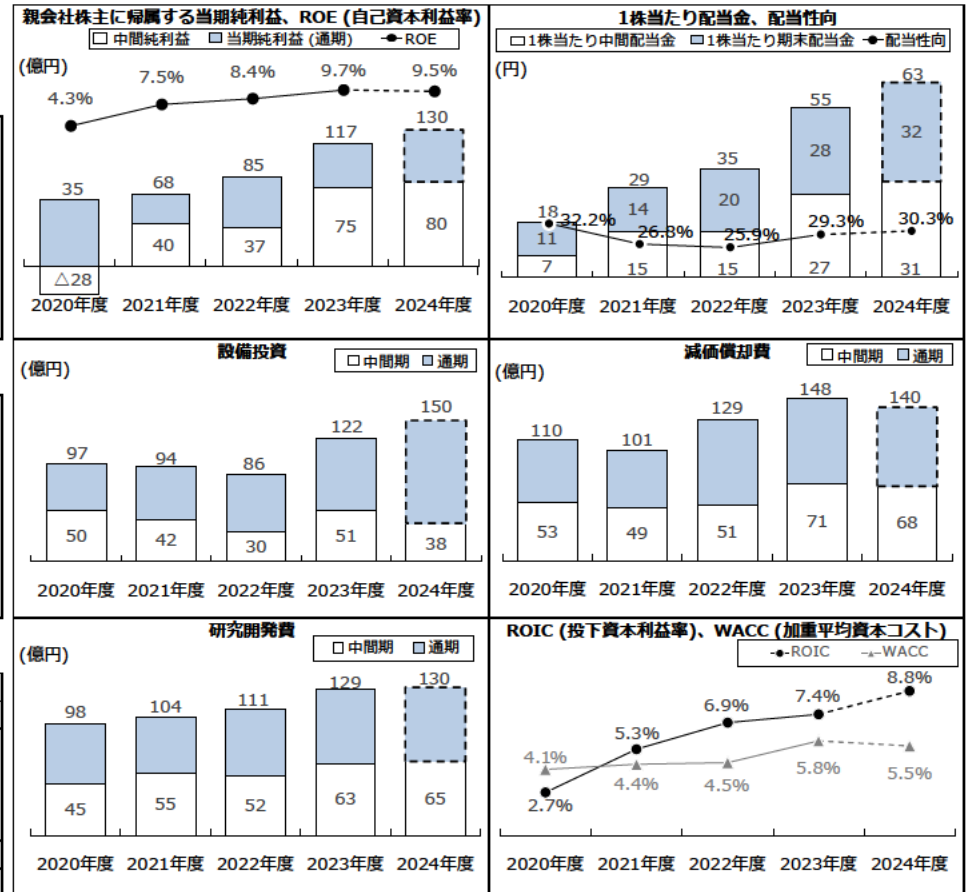 親会社株主に帰属する当期純利益、ROE (自己資本利益率)
中間純利益 当期純利益 (通期) ROE
(億円)
4.3% 7.5% 8.4% 9.7% 9.5%
35 68 85 117 130
△28 40 37 75 80
2020年度 2021年度 2022年度 2023年度 2024年度
1株当たり配当金、配当性向
1株当たり中間配当金 1株当たり期末配当金 配当性向
(円)
18 29 35 55 63
11 14 20 28 32
32.2% 26.8% 25.9% 29.3% 30.3%
7 15 15 27 31
2020年度 2021年度 2022年度 2023年度 2024年度
設備投資
中間期 通期
(億円)
97 94 86 122 150
50 42 30 51 38
2020年度 2021年度 2022年度 2023年度 2024年度
減価償却費
中間期 通期
(億円)
110 101 129 148 140
53 49 51 71 68
2020年度 2021年度 2022年度 2023年度 2024年度
研究開発費
中間期 通期
(億円)
98 104 111 129 130
45 55 52 63 65
2020年度 2021年度 2022年度 2023年度 2024年度
ROIC (投下資本利益率)、WACC (加重平均資本コスト)
ROIC WACC
2.7% 5.3% 6.9% 7.4% 8.8%
4.1% 4.4% 4.5% 5.8% 5.5%
2020年度 2021年度 2022年度 2023年度 2024年度